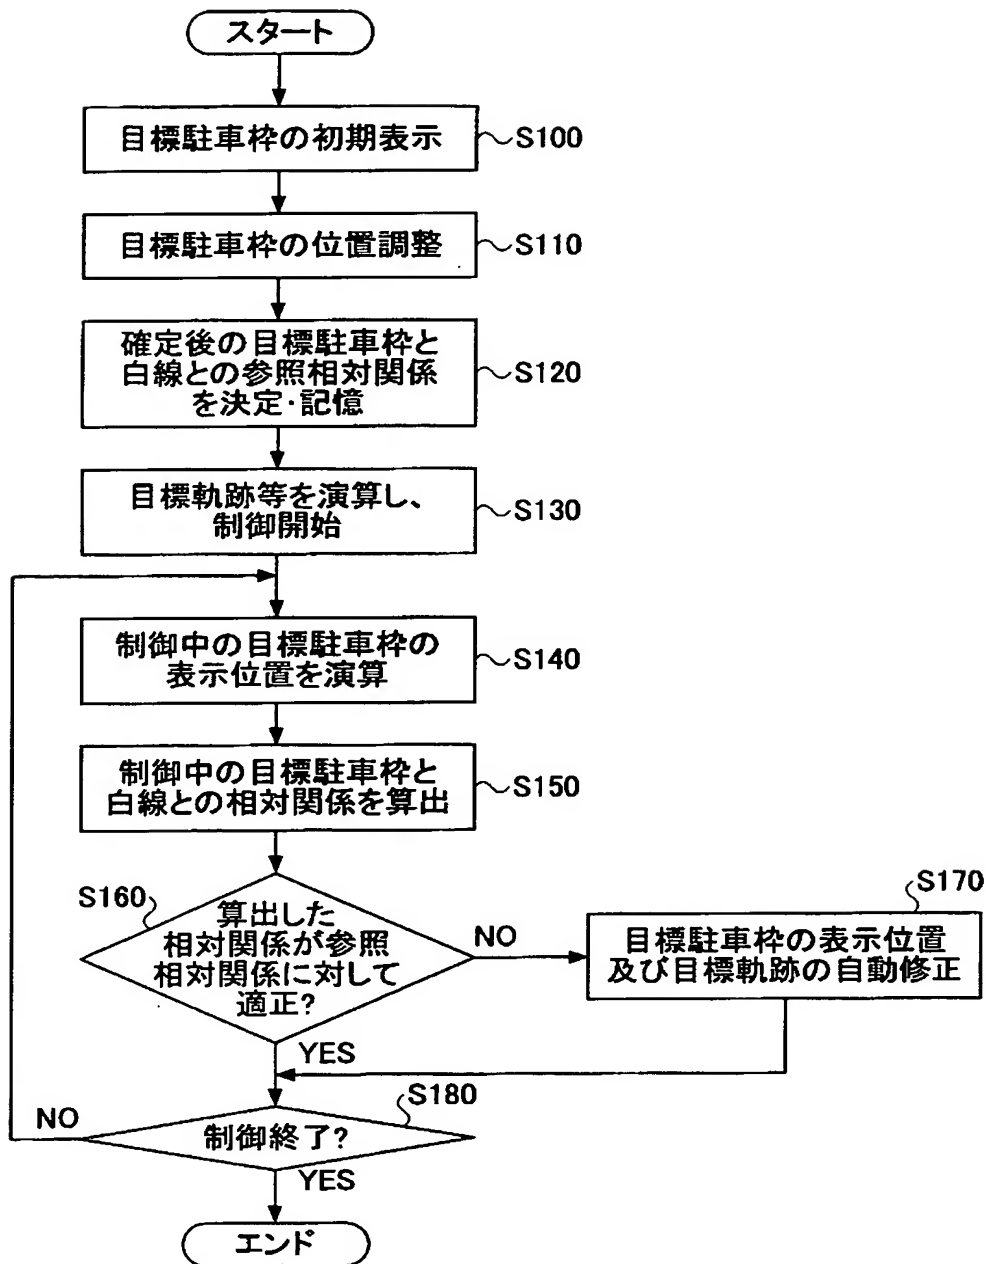 スタート
目標駐車枠の初期表示
S100
目標駐車枠の位置調整
S110
確定後の目標駐車枠と
白線との参照相対関係
を決定・記憶
S120
目標軌跡等を演算し、
制御開始
S130
制御中の目標駐車枠の
表示位置を演算
S140
制御中の目標駐車枠と
白線との相対関係を算出
S150
S160
算出した
相対関係が参照
相対関係に対して
適正?
NO
YES
S170
目標駐車枠の表示位置
及び目標軌跡の自動修正
S180
制御終了?
NO
YES
エンド